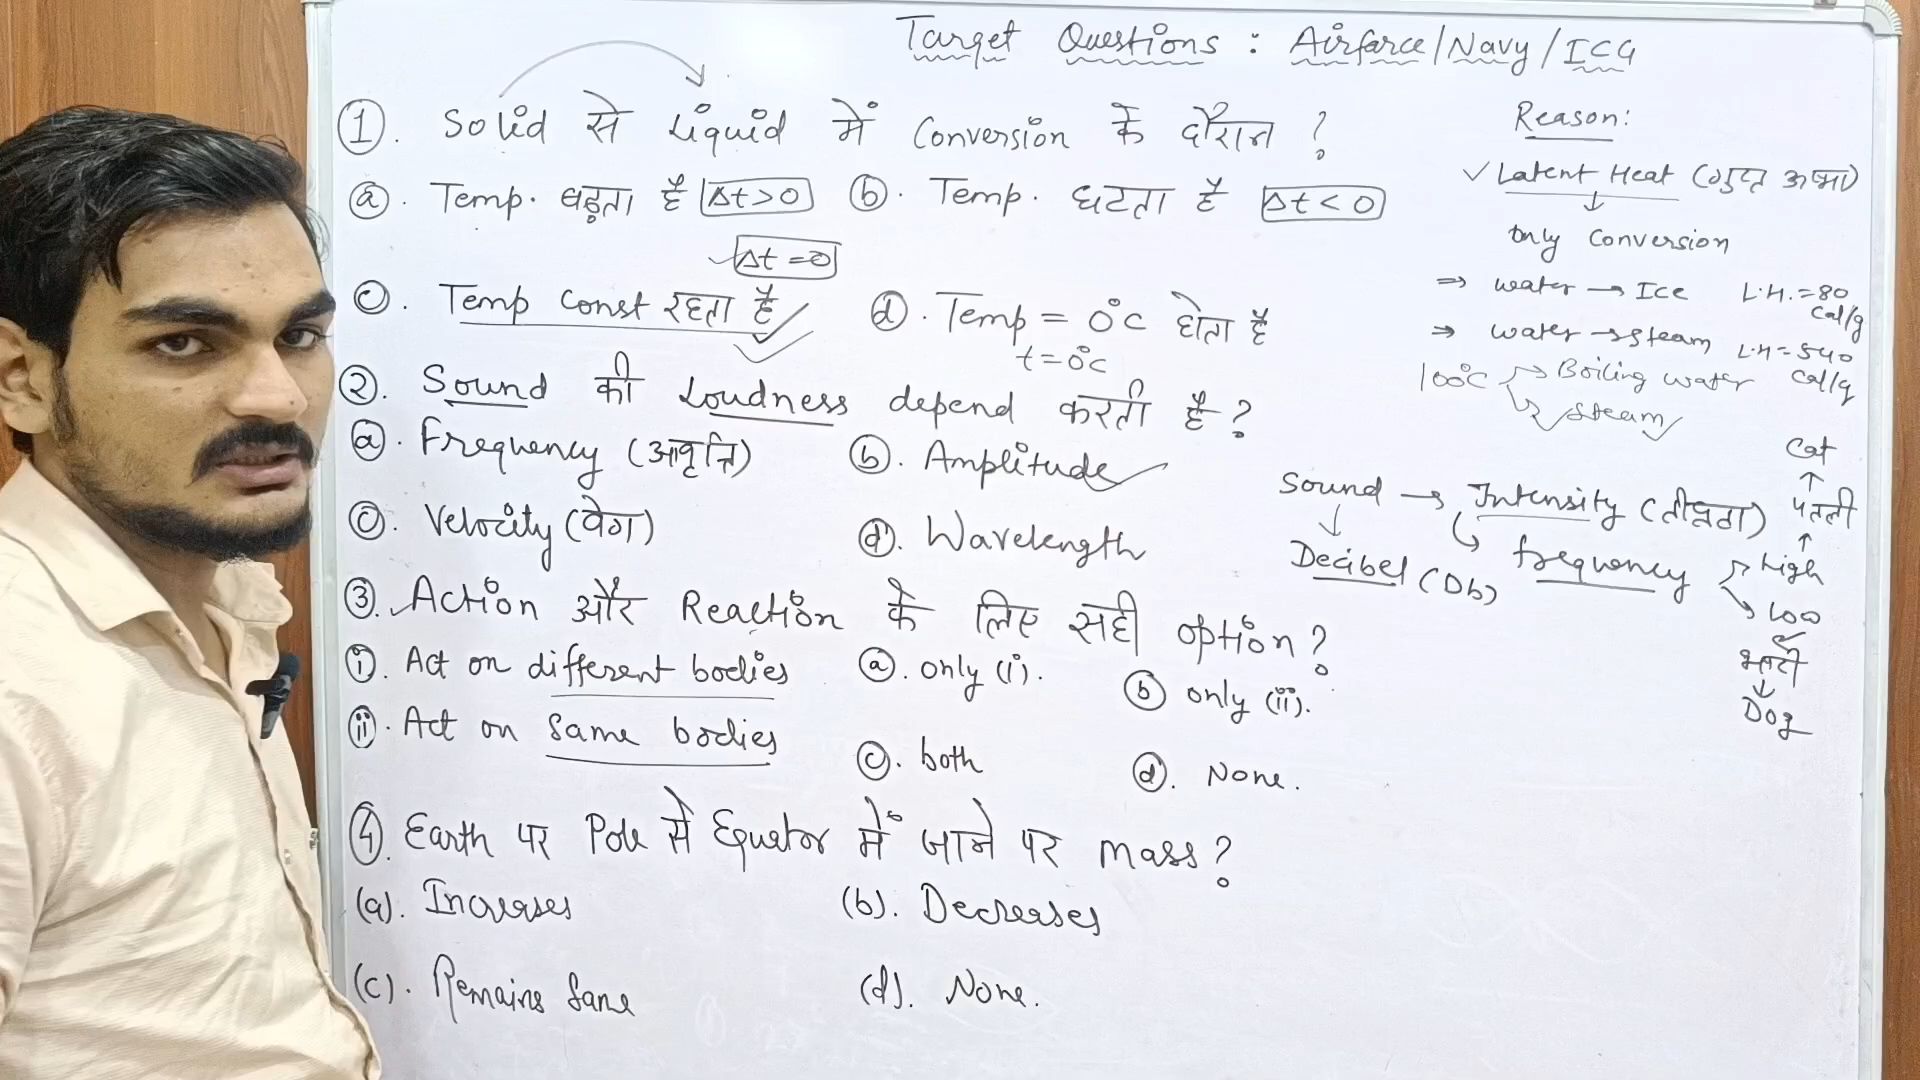 Target Questions : Airforce/Navy/ICG
①. Solid से Liquid में Conversion के दौरान ?
ⓐ. Temp. बढ़ता है Δt>0 ⓑ. Temp. घटता है Δt<0
Δt=0
ⓒ. Temp const रहता है ⓓ. Temp = 0°C होता है
t=0°C
②. Sound की Loudness depend करती है ?
ⓐ. Frequency (आवृत्ति) ⓑ. Amplitude
ⓒ. Velocity (वेग) ⓓ. Wavelength
③. Action और Reaction के लिए सही option ?
ⓘ. Act on different bodies ⓐ. only (i). ⓑ only (ii).
ⓘⓘ. Act on same bodies ⓒ. both ⓓ. None.
④. Earth पर Pole से Equator में जाने पर mass ?
(a). Increases (b). Decreases
(c). Remains Same (d). None.
Reason:
✓ Latent Heat (गुप्त ऊष्मा)
↓
only Conversion
⇒ water → Ice L.H.=80 Cal/g
⇒ water → steam L.H=540 Cal/g
100°C → Boiling water
→ steam
Sound → Intensity (तीव्रता)
↓
Decibel (Db)
frequency
→ high ↑ पतली ↑ Cat
→ Low
भारी
↓
Dog